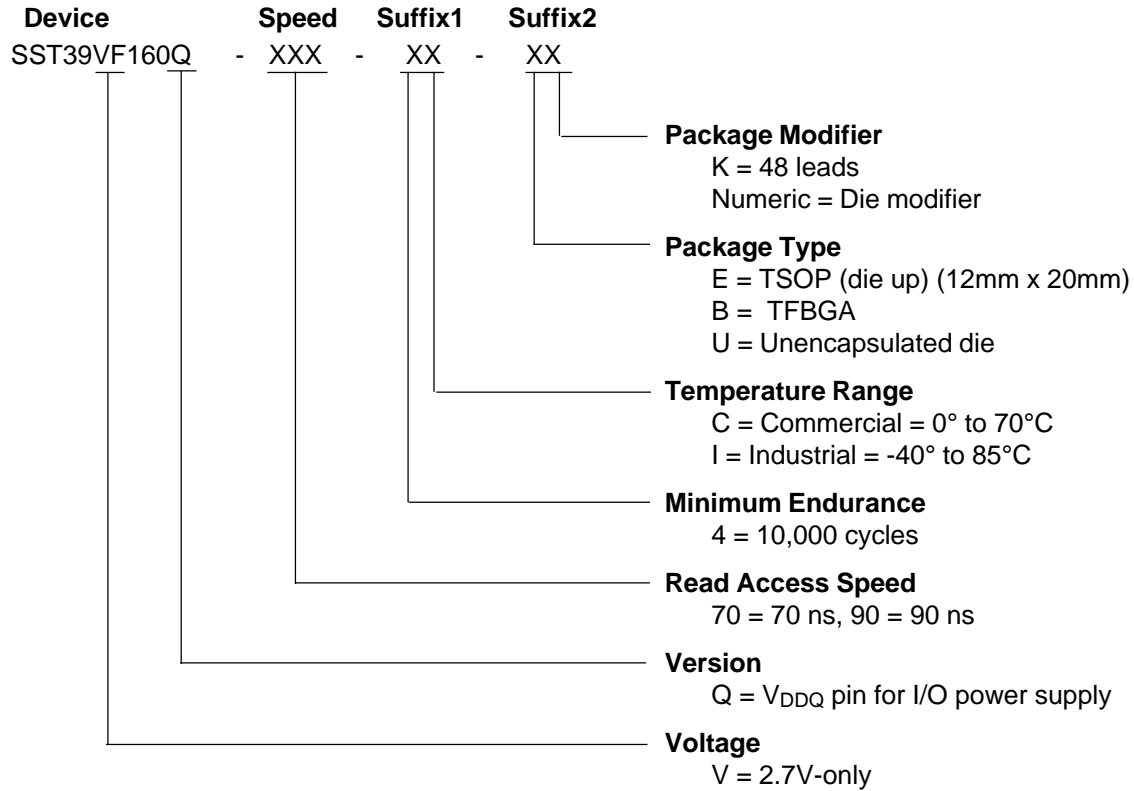 Device Speed Suffix1 Suffix2
SST39VF160Q - XXX - XX - XX
Package Modifier
K = 48 leads
Numeric = Die modifier
Package Type
E = TSOP (die up) (12mm x 20mm)
B = TFBGA
U = Unencapsulated die
Temperature Range
C = Commercial = 0° to 70°C
I = Industrial = -40° to 85°C
Minimum Endurance
4 = 10,000 cycles
Read Access Speed
70 = 70 ns, 90 = 90 ns
Version
Q = VDDQ pin for I/O power supply
Voltage
V = 2.7V-only